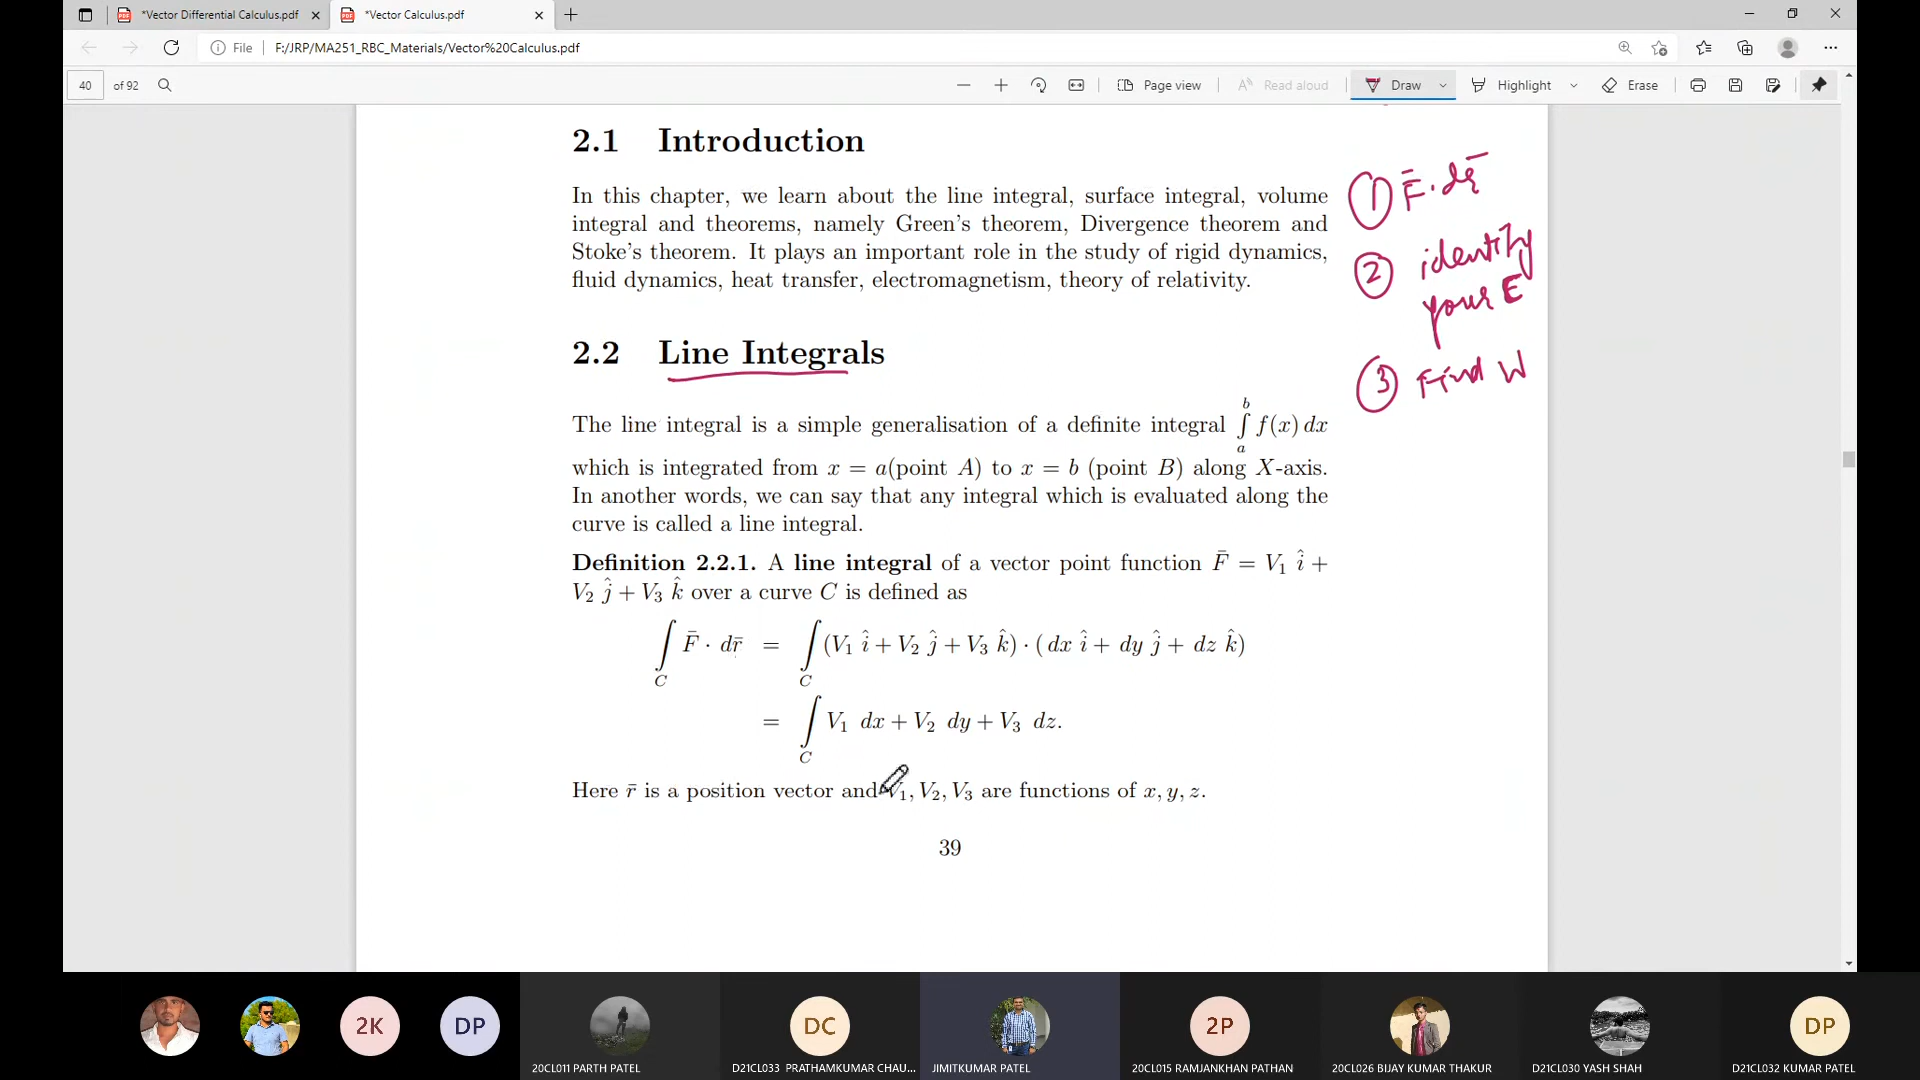 *Vector Differential Calculus.pdf
*Vector Calculus.pdf
File F:/JRP/MA251_RBC_Materials/Vector%20Calculus.pdf
40 of 92
Page view
Read aloud
Draw
Highlight
Erase
2.1 Introduction
In this chapter, we learn about the line integral, surface integral, volume
integral and theorems, namely Green's theorem, Divergence theorem and
Stoke's theorem. It plays an important role in the study of rigid dynamics,
fluid dynamics, heat transfer, electromagnetism, theory of relativity.
① F̄ . dr̄
② identify
your C
③ Find W
2.2 Line Integrals
The line integral is a simple generalisation of a definite integral ∫_a^b f(x) dx
which is integrated from x = a(point A) to x = b (point B) along X-axis.
In another words, we can say that any integral which is evaluated along the
curve is called a line integral.
Definition 2.2.1. A line integral of a vector point function F̄ = V₁ î +
V₂ ĵ + V₃ k̂ over a curve C is defined as
∫_C F̄ · dr̄ = ∫_C (V₁ î + V₂ ĵ + V₃ k̂) · ( dx î + dy ĵ + dz k̂)
= ∫_C V₁ dx + V₂ dy + V₃ dz.
Here r̄ is a position vector and V₁, V₂, V₃ are functions of x, y, z.
39
2K
DP
DC
2P
DP
20CL011 PARTH PATEL
D21CL033 PRATHAMKUMAR CHAU...
JIMITKUMAR PATEL
20CL015 RAMJANKHAN PATHAN
20CL026 BIJAY KUMAR THAKUR
D21CL030 YASH SHAH
D21CL032 KUMAR PATEL